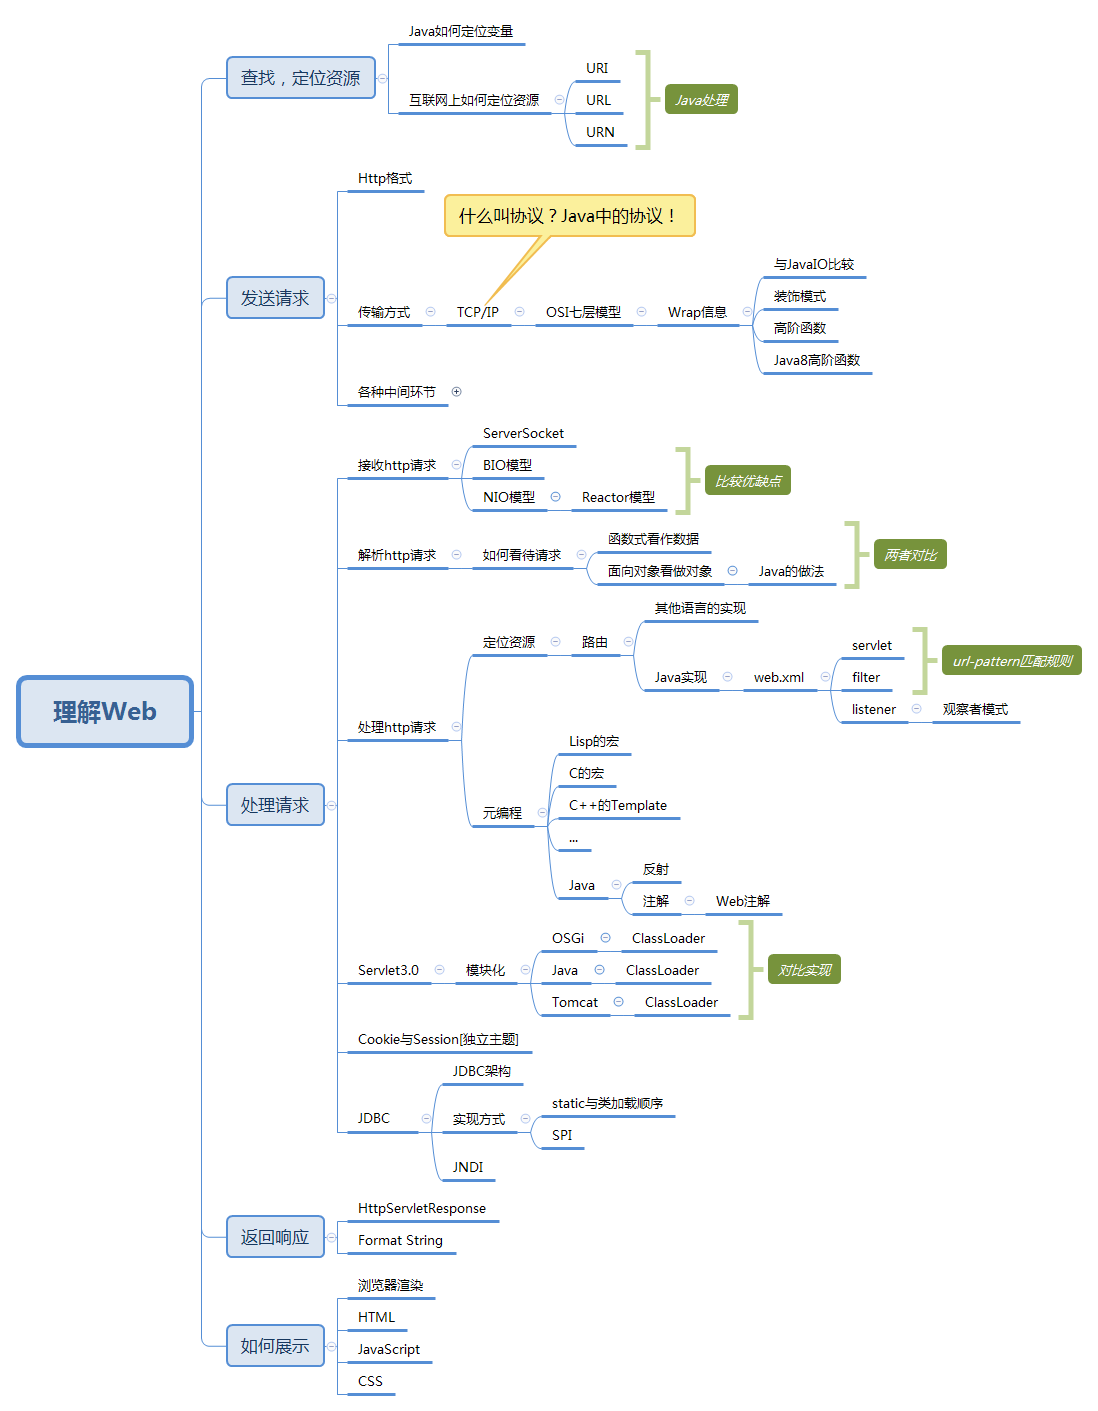 理解Web
查找，定位资源
Java如何定位变量
互联网上如何定位资源
URI
URL
URN
Java处理
发送请求
Http格式
什么叫协议？Java中的协议！
传输方式
TCP/IP
OSI七层模型
Wrap信息
与JavaIO比较
装饰模式
高阶函数
Java8高阶函数
各种中间环节
处理请求
接收http请求
ServerSocket
BIO模型
NIO模型
Reactor模型
比较优缺点
解析http请求
如何看待请求
函数式看作数据
面向对象看做对象
Java的做法
两者对比
处理http请求
定位资源
路由
其他语言的实现
Java实现
web.xml
servlet
filter
url-pattern匹配规则
listener
观察者模式
元编程
Lisp的宏
C的宏
C++的Template
...
Java
反射
注解
Web注解
Servlet3.0
模块化
OSGi
ClassLoader
Java
ClassLoader
Tomcat
ClassLoader
对比实现
Cookie与Session[独立主题]
JDBC
JDBC架构
实现方式
static与类加载顺序
SPI
JNDI
返回响应
HttpServletResponse
Format String
如何展示
浏览器渲染
HTML
JavaScript
CSS